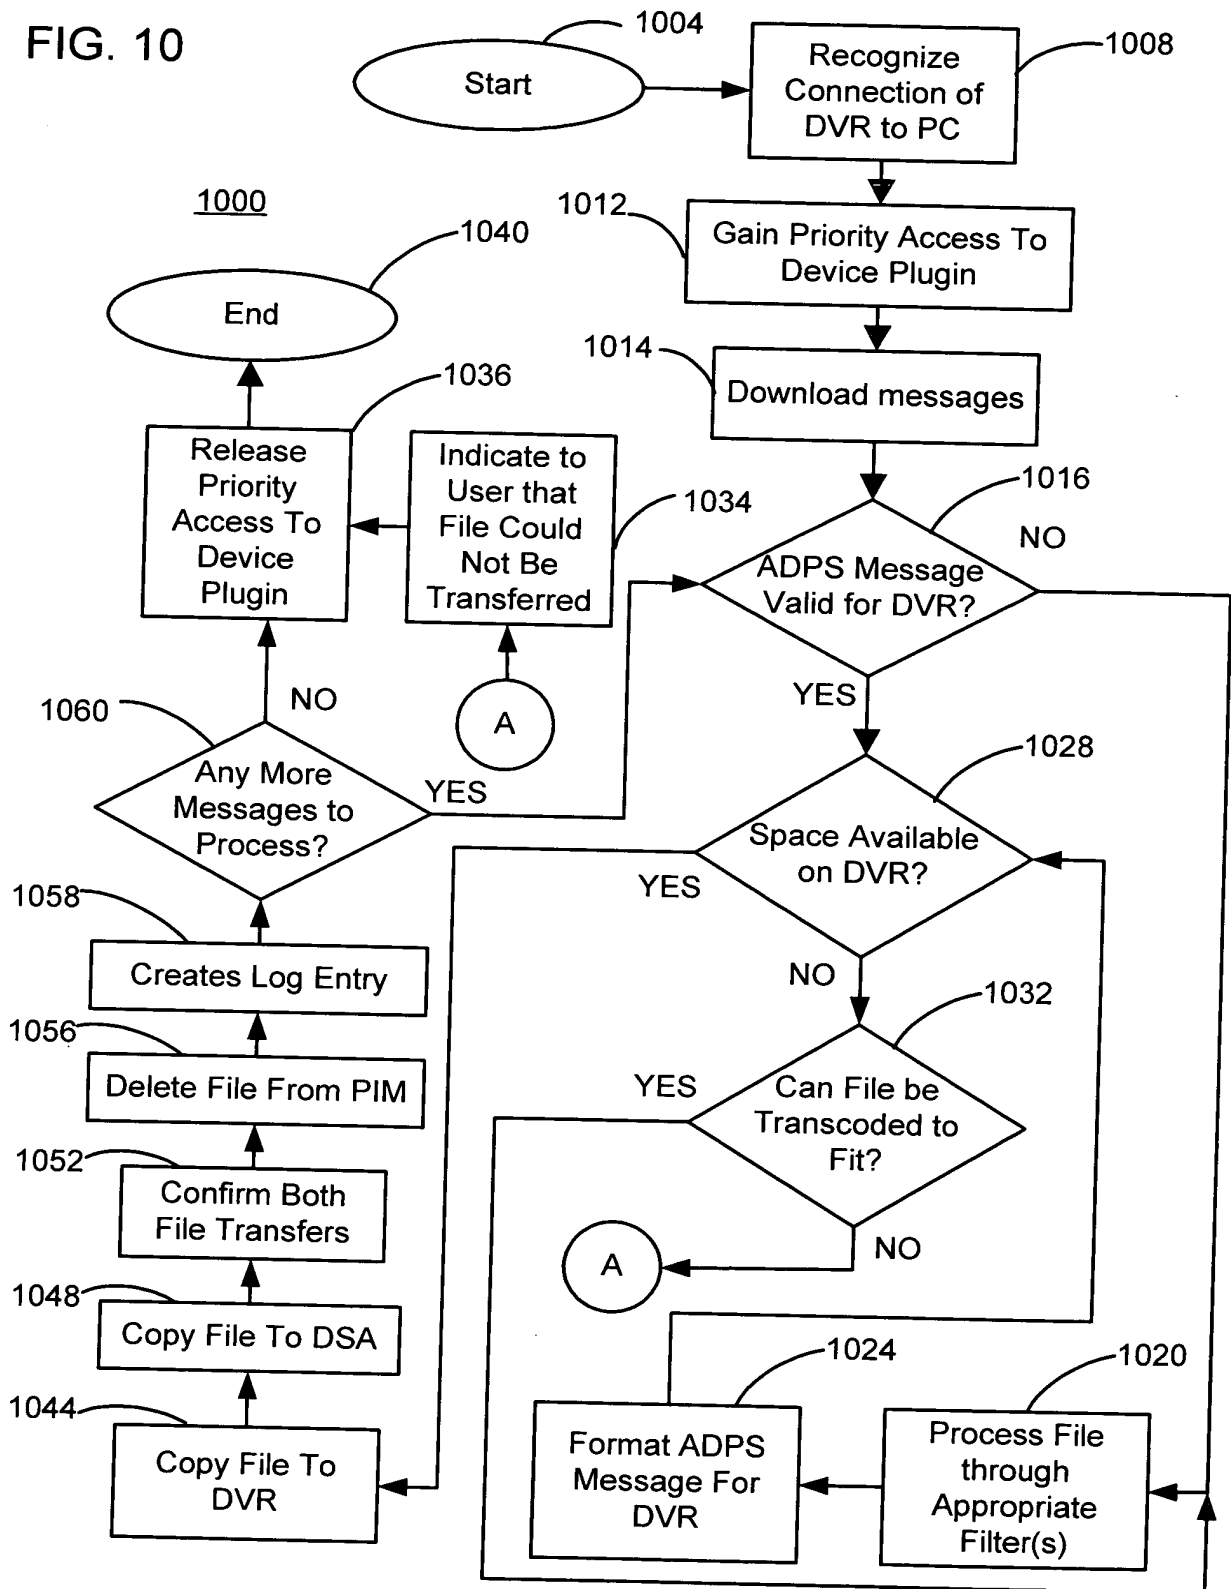 FIG. 10
1004
Start
Recognize
Connection of
DVR to PC
1008
1000
1012
Gain Priority Access To
Device Plugin
1040
End
1014
Download messages
1036
Release
Priority
Access To
Device
Plugin
Indicate to
User that
File Could
Not Be
Transferred
1034
1016
NO
ADPS Message
Valid for DVR?
YES
A
NO
1060
Any More
Messages to
Process?
YES
1028
Space Available
on DVR?
YES
NO
1058
Creates Log Entry
1032
1056
Delete File From PIM
YES
Can File be
Transcoded to
Fit?
1052
Confirm Both
File Transfers
NO
A
1048
Copy File To DSA
1024
1020
1044
Copy File To
DVR
Format ADPS
Message For
DVR
Process File
through
Appropriate
Filter(s)